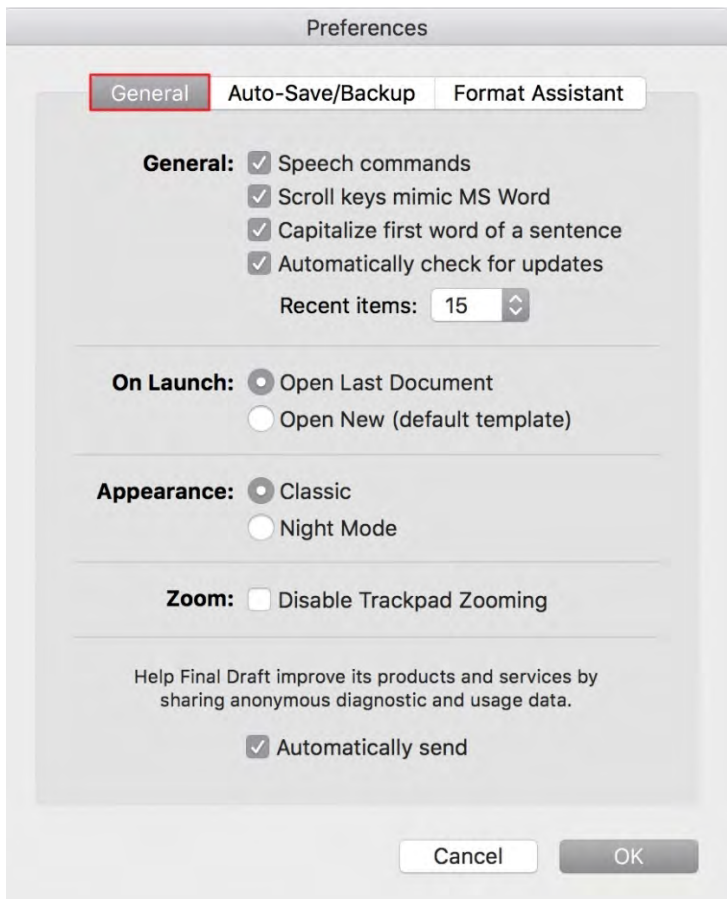 Preferences
General Auto-Save/Backup Format Assistant
General: Speech commands
Scroll keys mimic MS Word
Capitalize first word of a sentence
Automatically check for updates
Recent items: 15
On Launch: Open Last Document
Open New (default template)
Appearance: Classic
Night Mode
Zoom: Disable Trackpad Zooming
Help Final Draft improve its products and services by
sharing anonymous diagnostic and usage data.
Automatically send
Cancel OK